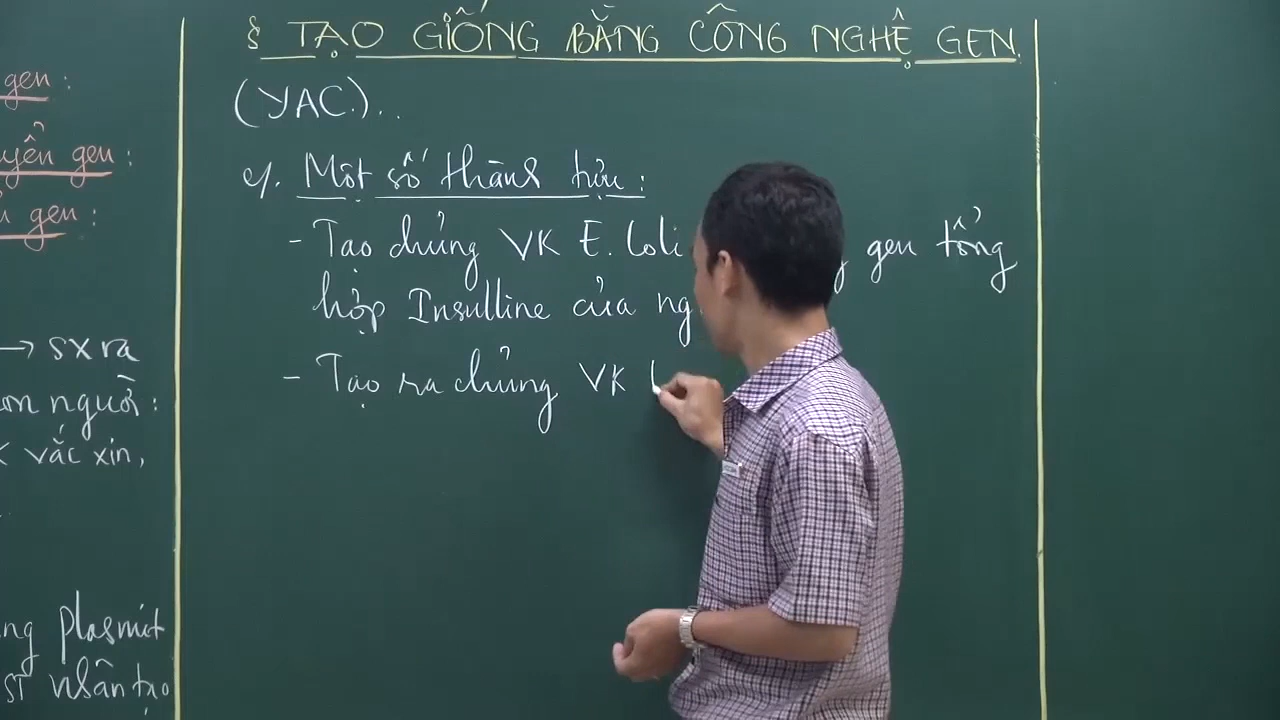 § TẠO GIỐNG BẰNG CÔNG NGHỆ GEN.
gen:
yển gen:
gen:
→ sx ra
on người:
vắc xin,
ng plasmit
ST nhân tạo
(YAC)..
c/. Một số thành tựu:
- Tạo chủng VK E. Coli gen tổng
hợp Insulline của ng
- Tạo ra chủng VK